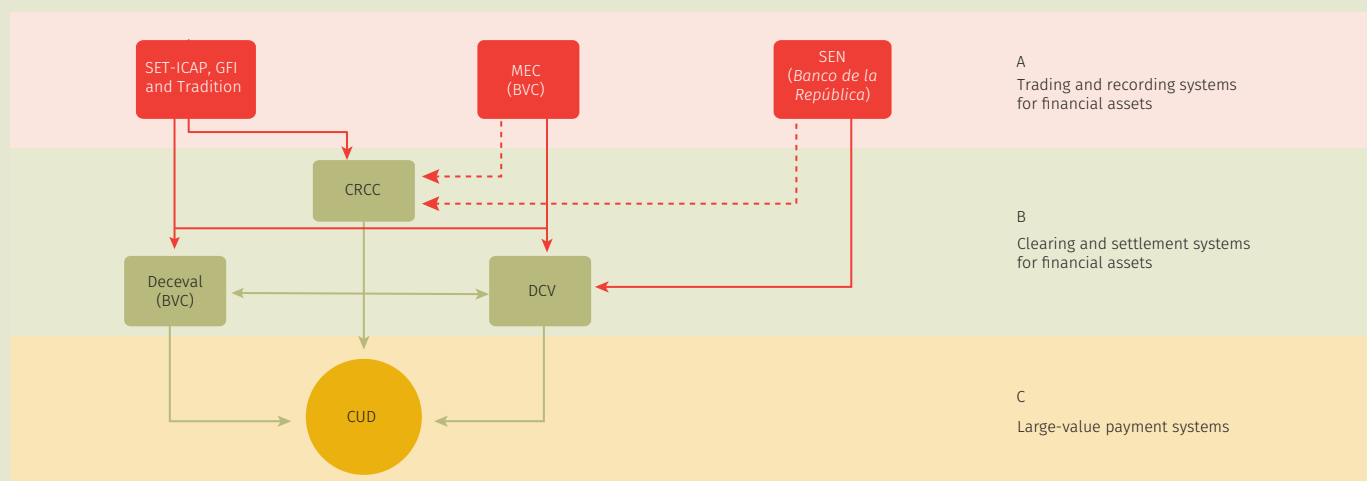 SET-ICAP, GFI
and Tradition
MEC
(BVC)
SEN
(Banco de la
República)
A
Trading and recording systems
for financial assets
CRCC
B
Clearing and settlement systems
for financial assets
Deceval
(BVC)
DCV
CUD
C
Large-value payment systems